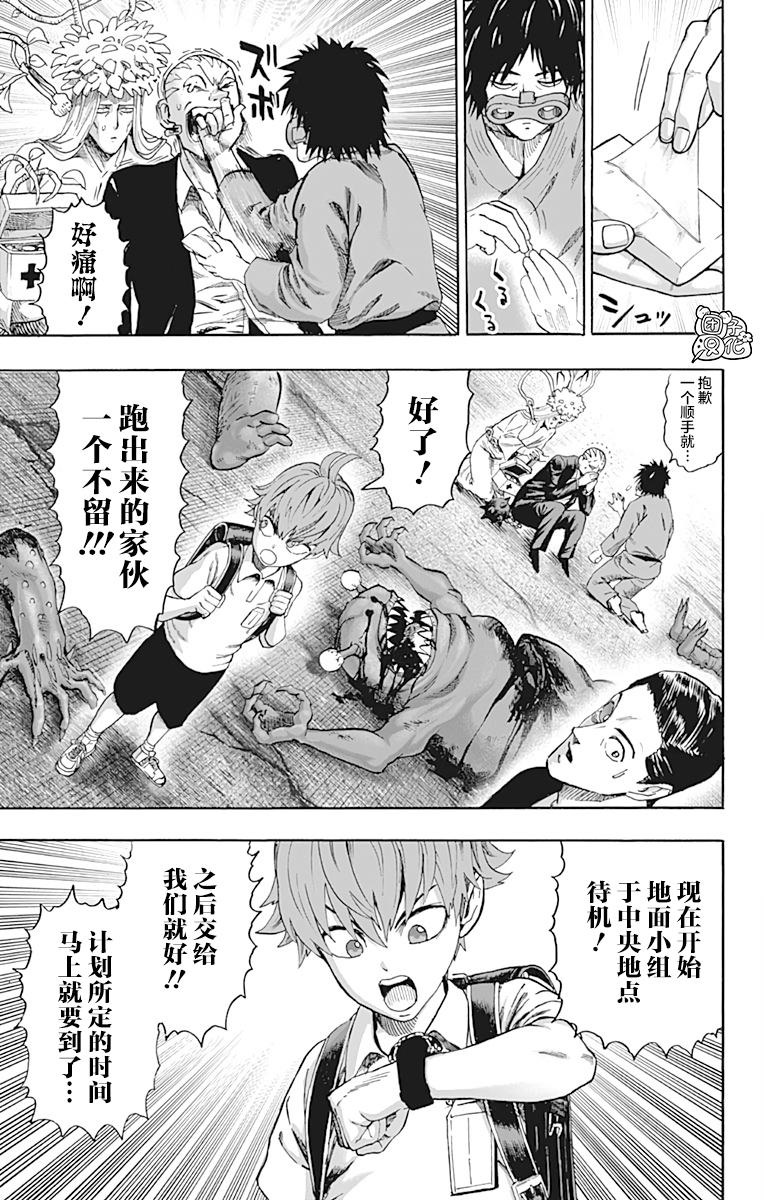 シュッ
くるくる
ズボ
好痛啊!
团子汉化
抱歉
一个顺手就…
好了!
跑出来的家伙
一个不留!!!
现在开始
地面小组
于中央地点
待机!
之后交给
我们就好!!
计划所定的时间
马上就要到了…